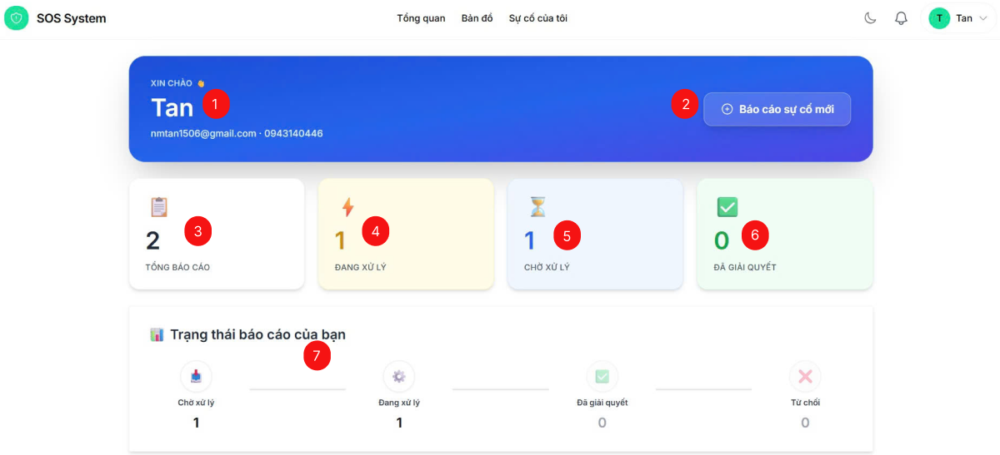 SOS System
Tổng quan Bản đồ Sự cố của tôi
T Tan
XIN CHÀO
Tan 1
nmtan1506@gmail.com · 0943140446
2 Báo cáo sự cố mới
2 3
TỔNG BÁO CÁO
1 4
ĐANG XỬ LÝ
1 5
CHỜ XỬ LÝ
0 6
ĐÃ GIẢI QUYẾT
Trạng thái báo cáo của bạn
7
Chờ xử lý Đang xử lý Đã giải quyết Từ chối
1 1 0 0